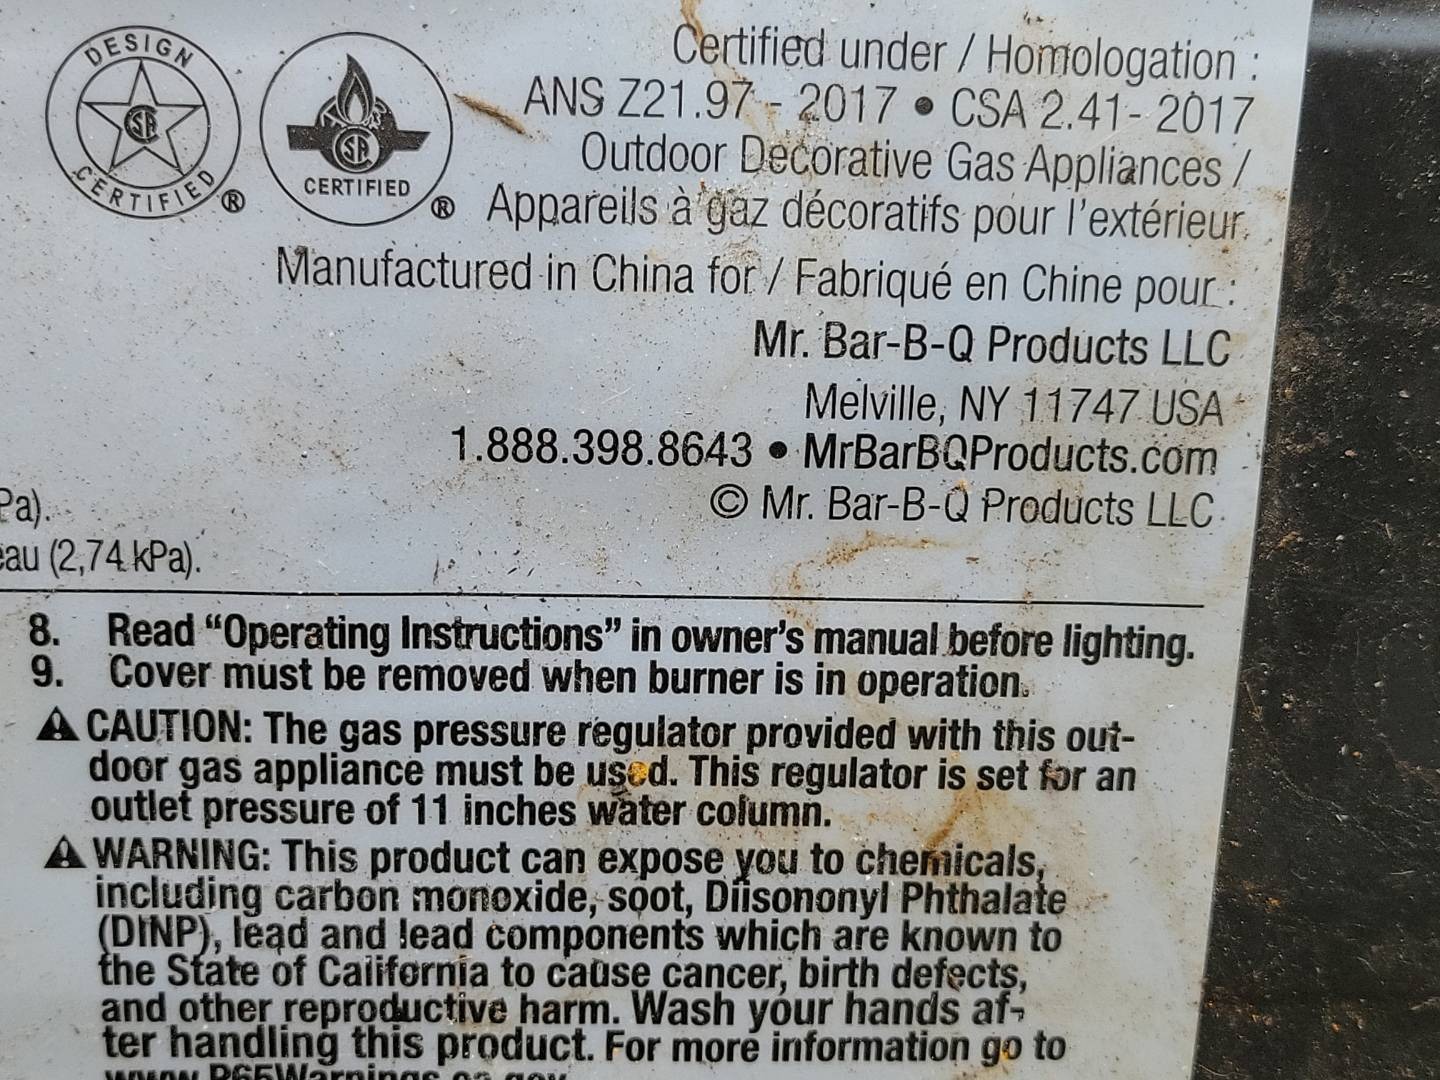 DESIGN
CERTIFIED
®
CERTIFIED
®
Certified under / Homologation :
ANS Z21.97 - 2017 • CSA 2.41- 2017
Outdoor Decorative Gas Appliances /
Appareils à gaz décoratifs pour l'extérieur.
Manufactured in China for / Fabriqué en Chine pour :
Mr. Bar-B-Q Products LLC
Melville, NY 11747 USA
1.888.398.8643 • MrBarBQProducts.com
© Mr. Bar-B-Q Products LLC
Pa).
eau (2,74 kPa).
8. Read “Operating Instructions” in owner's manual before lighting.
9. Cover must be removed when burner is in operation.
CAUTION: The gas pressure regulator provided with this out-
door gas appliance must be used. This regulator is set for an
outlet pressure of 11 inches water column.
WARNING: This product can expose you to chemicals,
including carbon monoxide, soot, Diisononyl Phthalate
(DINP), lead and lead components which are known to
the State of California to cause cancer, birth defects,
and other reproductive harm. Wash your hands af-
ter handling this product. For more information go to
www.P65Warnings.ca.gov